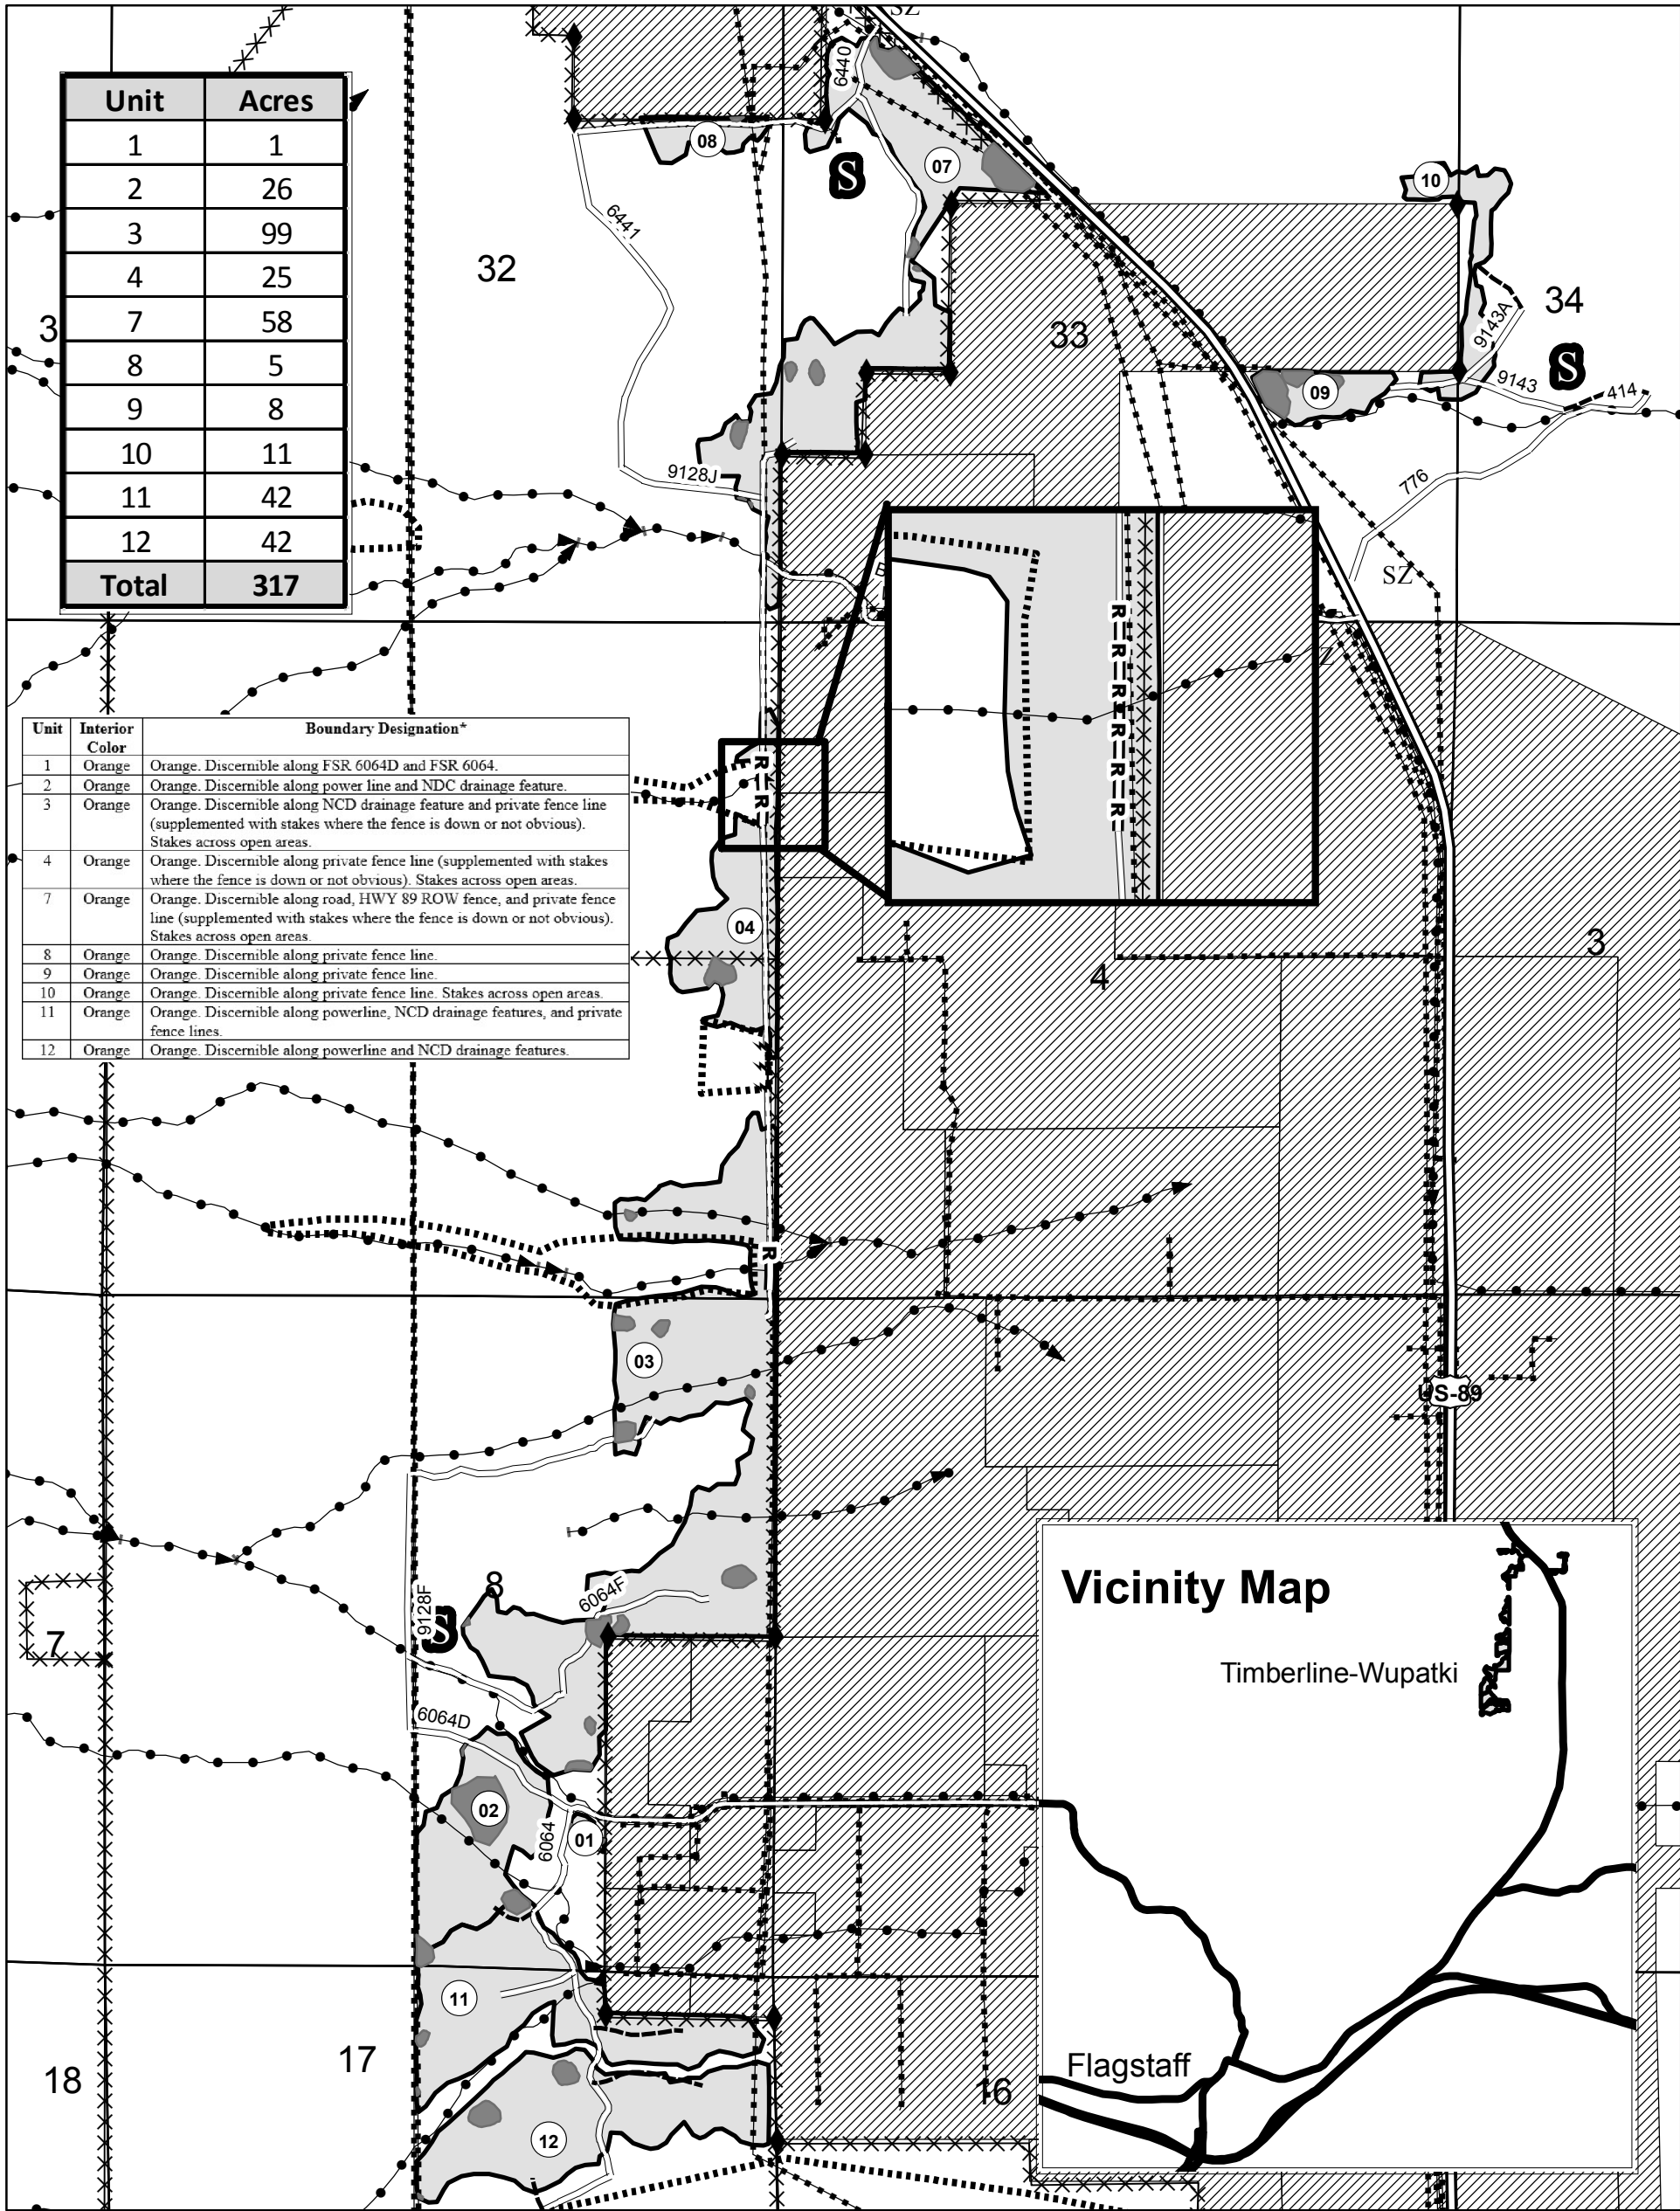 SZ
Unit Acres
1 1
2 26
3 99
4 25
7 58
8 5
9 8
10 11
11 42
12 42
Total 317
6440
08
07
S
10
6441
32
3
33
34
9143A
S
9143
414
09
9128J
776
SZ
R R R R R R
Unit Interior Color Boundary Designation*
1 Orange Orange. Discernible along FSR 6064D and FSR 6064.
2 Orange Orange. Discernible along power line and NDC drainage feature.
3 Orange Orange. Discernible along NCD drainage feature and private fence line
(supplemented with stakes where the fence is down or not obvious).
Stakes across open areas.
4 Orange Orange. Discernible along private fence line (supplemented with stakes
where the fence is down or not obvious). Stakes across open areas.
7 Orange Orange. Discernible along road, HWY 89 ROW fence, and private fence
line (supplemented with stakes where the fence is down or not obvious).
Stakes across open areas.
8 Orange Orange. Discernible along private fence line.
9 Orange Orange. Discernible along private fence line.
10 Orange Orange. Discernible along private fence line. Stakes across open areas.
11 Orange Orange. Discernible along powerline, NCD drainage features, and private
fence lines.
12 Orange Orange. Discernible along powerline and NCD drainage features.
R R
04
4
3
R
03
US-89
8
6064F
9128F
S
7
6064D
02
01
6064
11
17
18
12
16
Vicinity Map
Timberline-Wupatki
Flagstaff